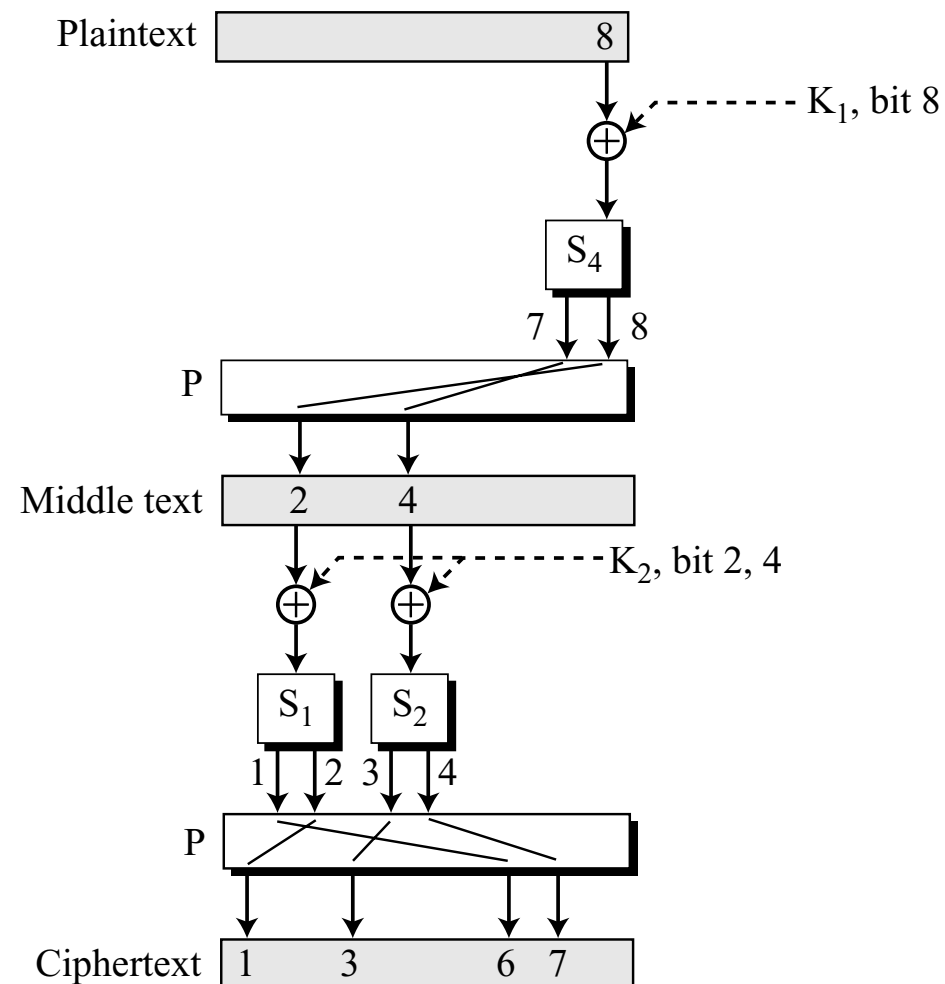 Plaintext 8
K₁, bit 8
S₄
7 8
P
Middle text 2 4
K₂, bit 2, 4
S₁ S₂
1 2 3 4
P
Ciphertext 1 3 6 7